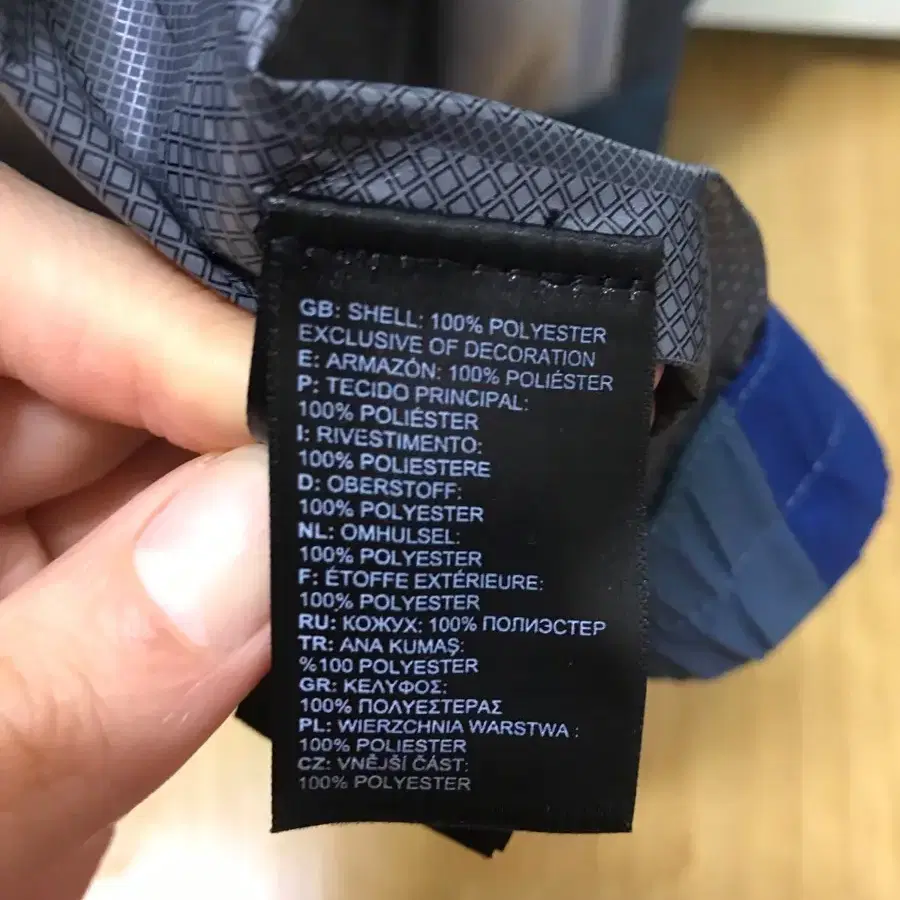 GB: SHELL: 100% POLYESTER
EXCLUSIVE OF DECORATION
E: ARMAZÓN: 100% POLIÉSTER
P: TECIDO PRINCIPAL:
100% POLIÉSTER
I: RIVESTIMENTO:
100% POLIESTERE
D: OBERSTOFF:
100% POLYESTER
NL: OMHULSEL:
100% POLYESTER
F: ÉTOFFE EXTÉRIEURE:
100% POLYESTER
RU: КОЖУХ: 100% ПОЛИЭСТЕР
TR: ANA KUMAŞ:
%100 POLYESTER
GR: ΚΕΛΥΦΟΣ:
100% ΠΟΛΥΕΣΤΕΡΑΣ
PL: WIERZCHNIA WARSTWA :
100% POLIESTER
CZ: VNĚJŠÍ ČÁST:
100% POLYESTER